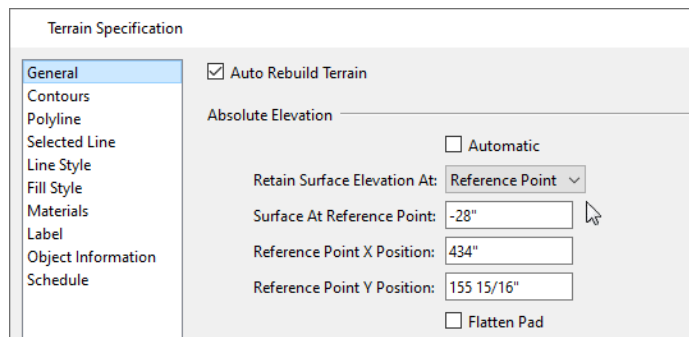 Terrain Specification
General
Contours
Polyline
Selected Line
Line Style
Fill Style
Materials
Label
Object Information
Schedule
Auto Rebuild Terrain
Absolute Elevation
Automatic
Retain Surface Elevation At: Reference Point
Surface At Reference Point: -28"
Reference Point X Position: 434"
Reference Point Y Position: 155 15/16"
Flatten Pad